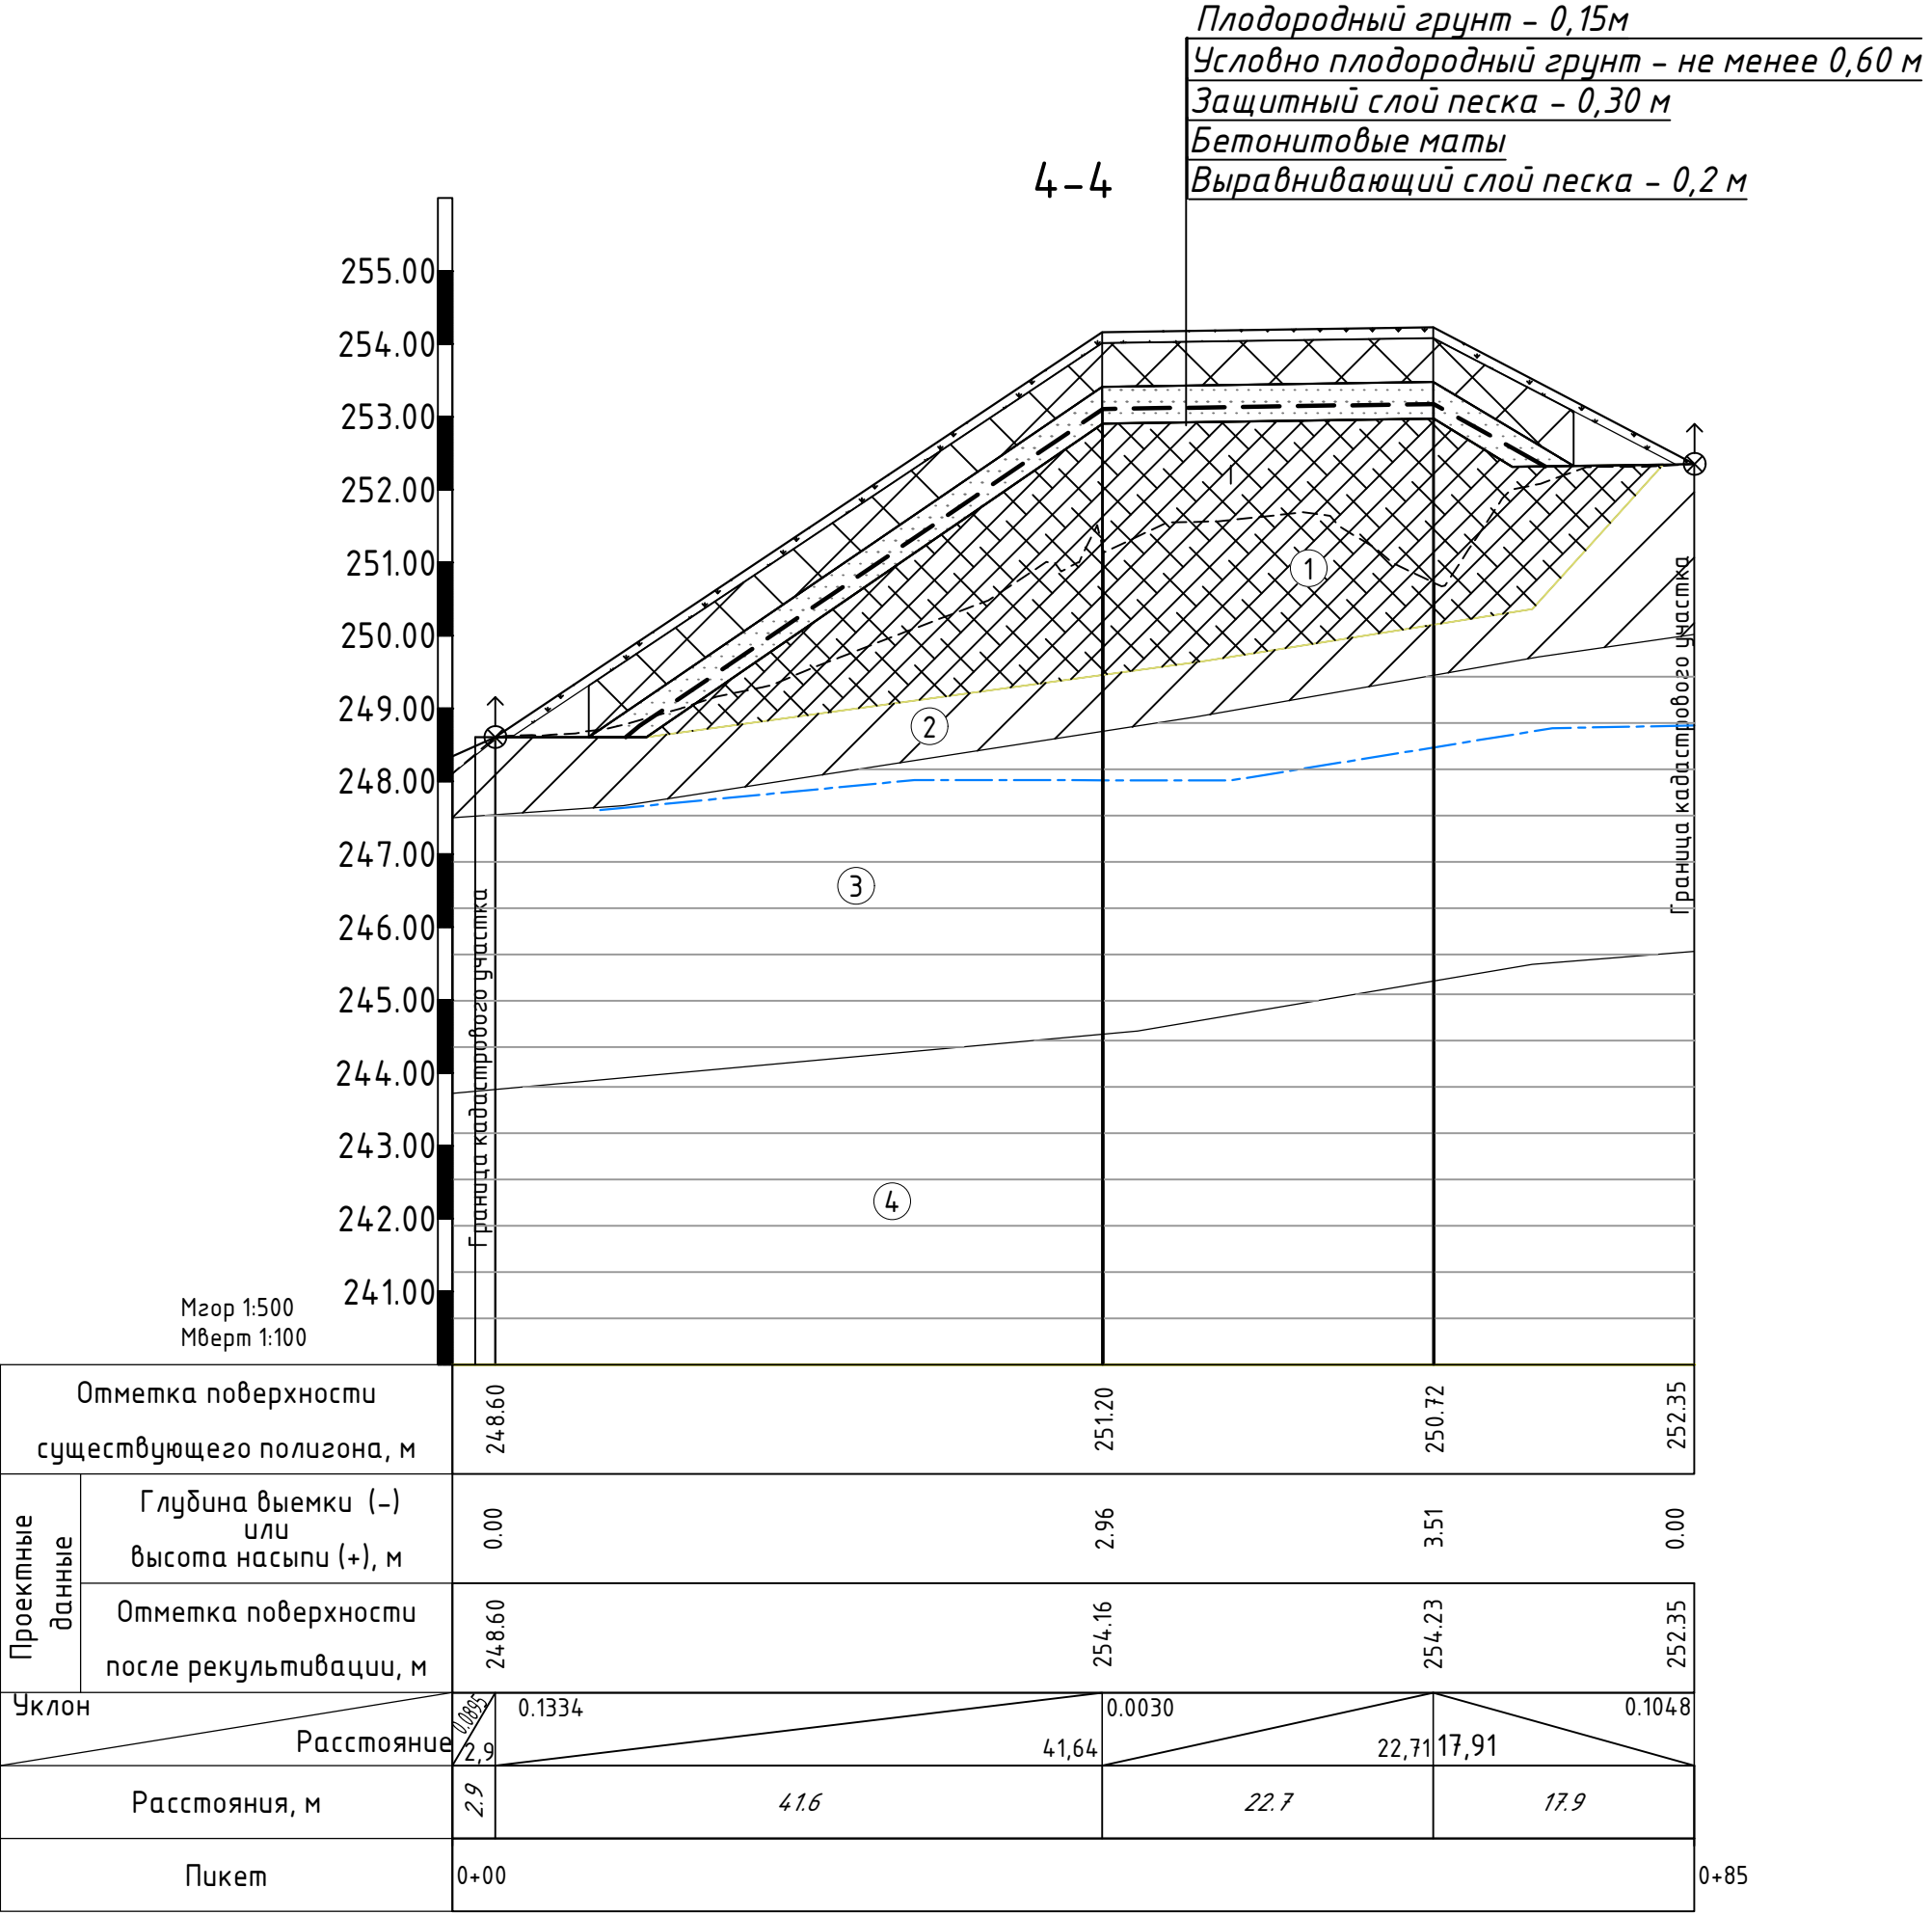 Плодородный грунт - 0,15м
Условно плодородный грунт - не менее 0,60 м
Защитный слой песка - 0,30 м
Бетонитовые маты
Выравнивающий слой песка - 0,2 м
4-4
255.00
254.00
253.00
252.00
251.00
250.00
249.00
248.00
247.00
246.00
245.00
244.00
243.00
242.00
241.00
1
2
3
4
Граница кадастрового участка
Граница кадастрового участка
Мгор 1:500
Мверт 1:100
Отметка поверхности
существующего полигона, м
248.60
251.20
250.72
252.35
Проектные
данные
Глубина выемки (-)
или
высота насыпи (+), м
0.00
2.96
3.51
0.00
Отметка поверхности
после рекультивации, м
248.60
254.16
254.23
252.35
Уклон
Расстояние
0.0895
2,9
0.1334
41,64
0.0030
22,71
17,91
0.1048
Расстояния, м
2.9
41.6
22.7
17.9
Пикет
0+00
0+85